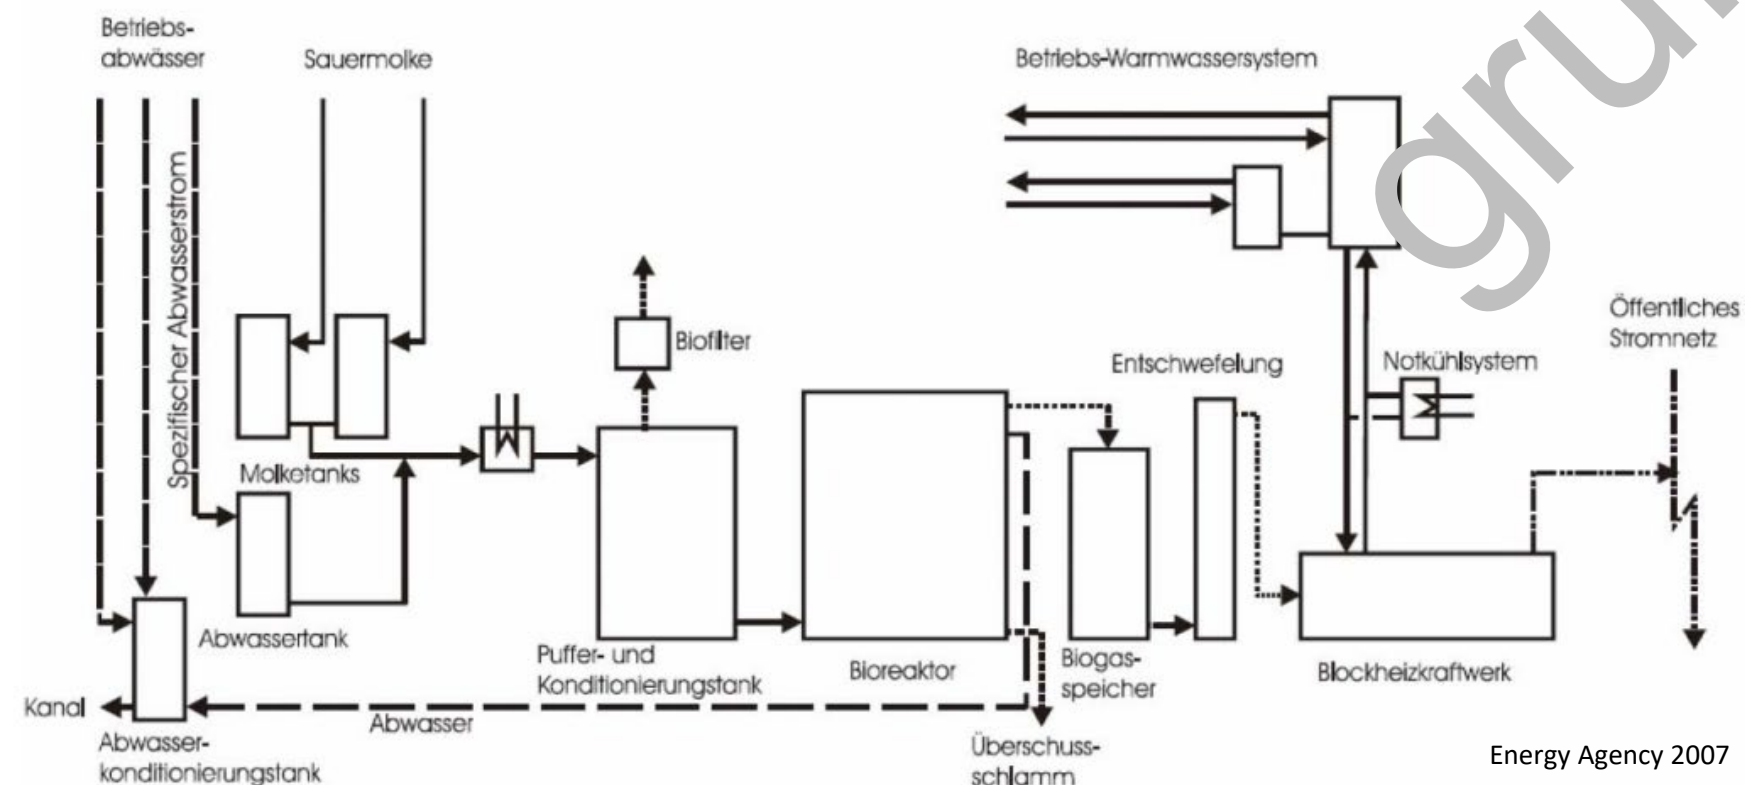 Betriebs-
abwässer
Sauermolke
Betriebs-Warmwassersystem
Spezifischer Abwasserstrom
Öffentliches
Stromnetz
Biofilter
Entschwefelung
Notkühlsystem
Molketanks
Abwassertank
Puffer- und
Konditionierungstank
Bioreaktor
Biogas-
speicher
Blockheizkraftwerk
Kanal
Abwasser
Abwasser-
konditionierungstank
Überschuss-
schlamm
Energy Agency 2007